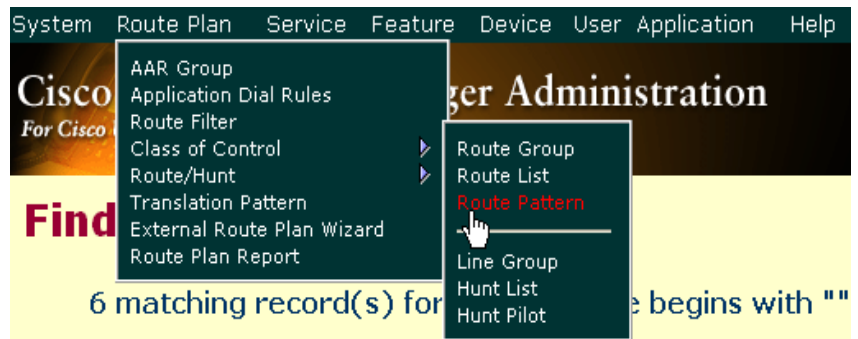 System Route Plan Service Feature Device User Application Help
Cisco ger Administration
For Cisco
AAR Group
Application Dial Rules
Route Filter
Class of Control
Route/Hunt
Translation Pattern
External Route Plan Wizard
Route Plan Report
Route Group
Route List
Route Pattern
Line Group
Hunt List
Hunt Pilot
Find
6 matching record(s) for e begins with ""